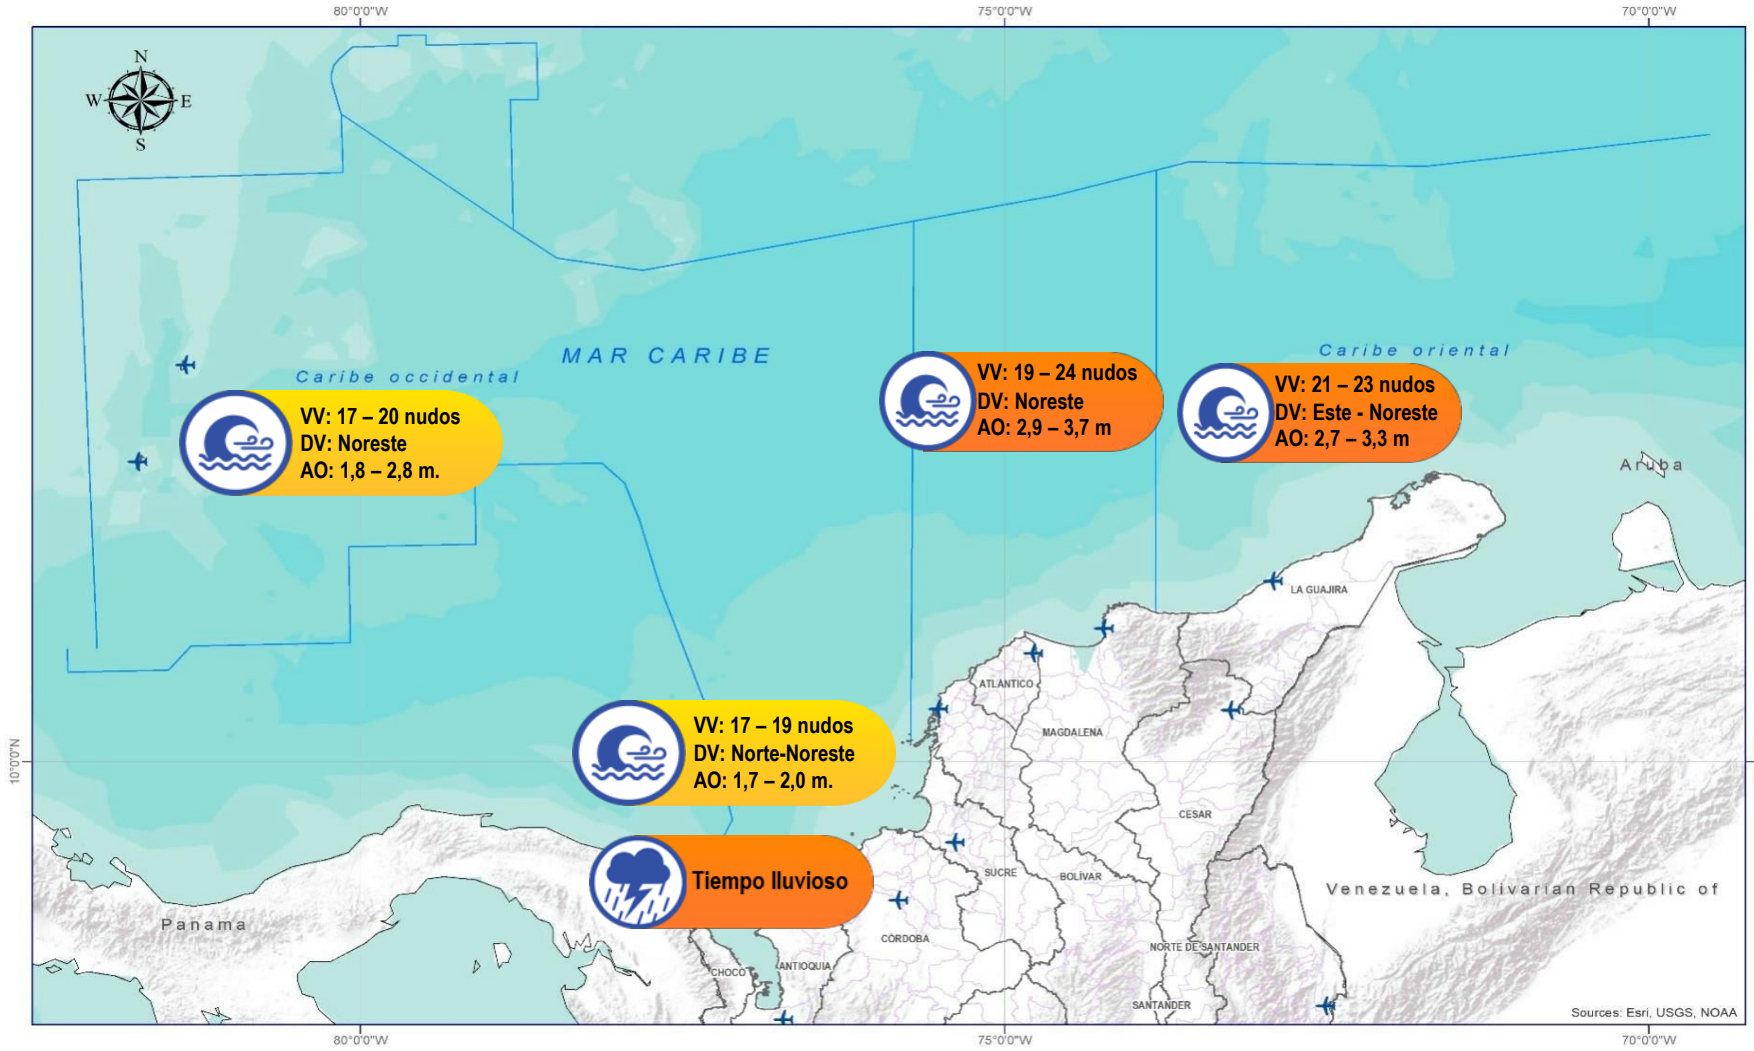 80°0'0"W
75°0'0"W
70°0'0"W
N
W
E
S
MAR CARIBE
Caribe occidental
Caribe oriental
VV: 17 – 20 nudos
DV: Noreste
AO: 1,8 – 2,8 m.
VV: 19 – 24 nudos
DV: Noreste
AO: 2,9 – 3,7 m
VV: 21 – 23 nudos
DV: Este - Noreste
AO: 2,7 – 3,3 m
Aruba
LA GUAJIRA
ATLÁNTICO
MAGDALENA
VV: 17 – 19 nudos
DV: Norte-Noreste
AO: 1,7 – 2,0 m.
10°0'0"N
CESAR
Tiempo lluvioso
SUCRE
BOLÍVAR
Venezuela, Bolivarian Republic of
Panama
CÓRDOBA
NORTE DE SANTANDER
CHOCÓ
ANTIOQUIA
SANTANDER
Sources: Esri, USGS, NOAA
80°0'0"W
75°0'0"W
70°0'0"W